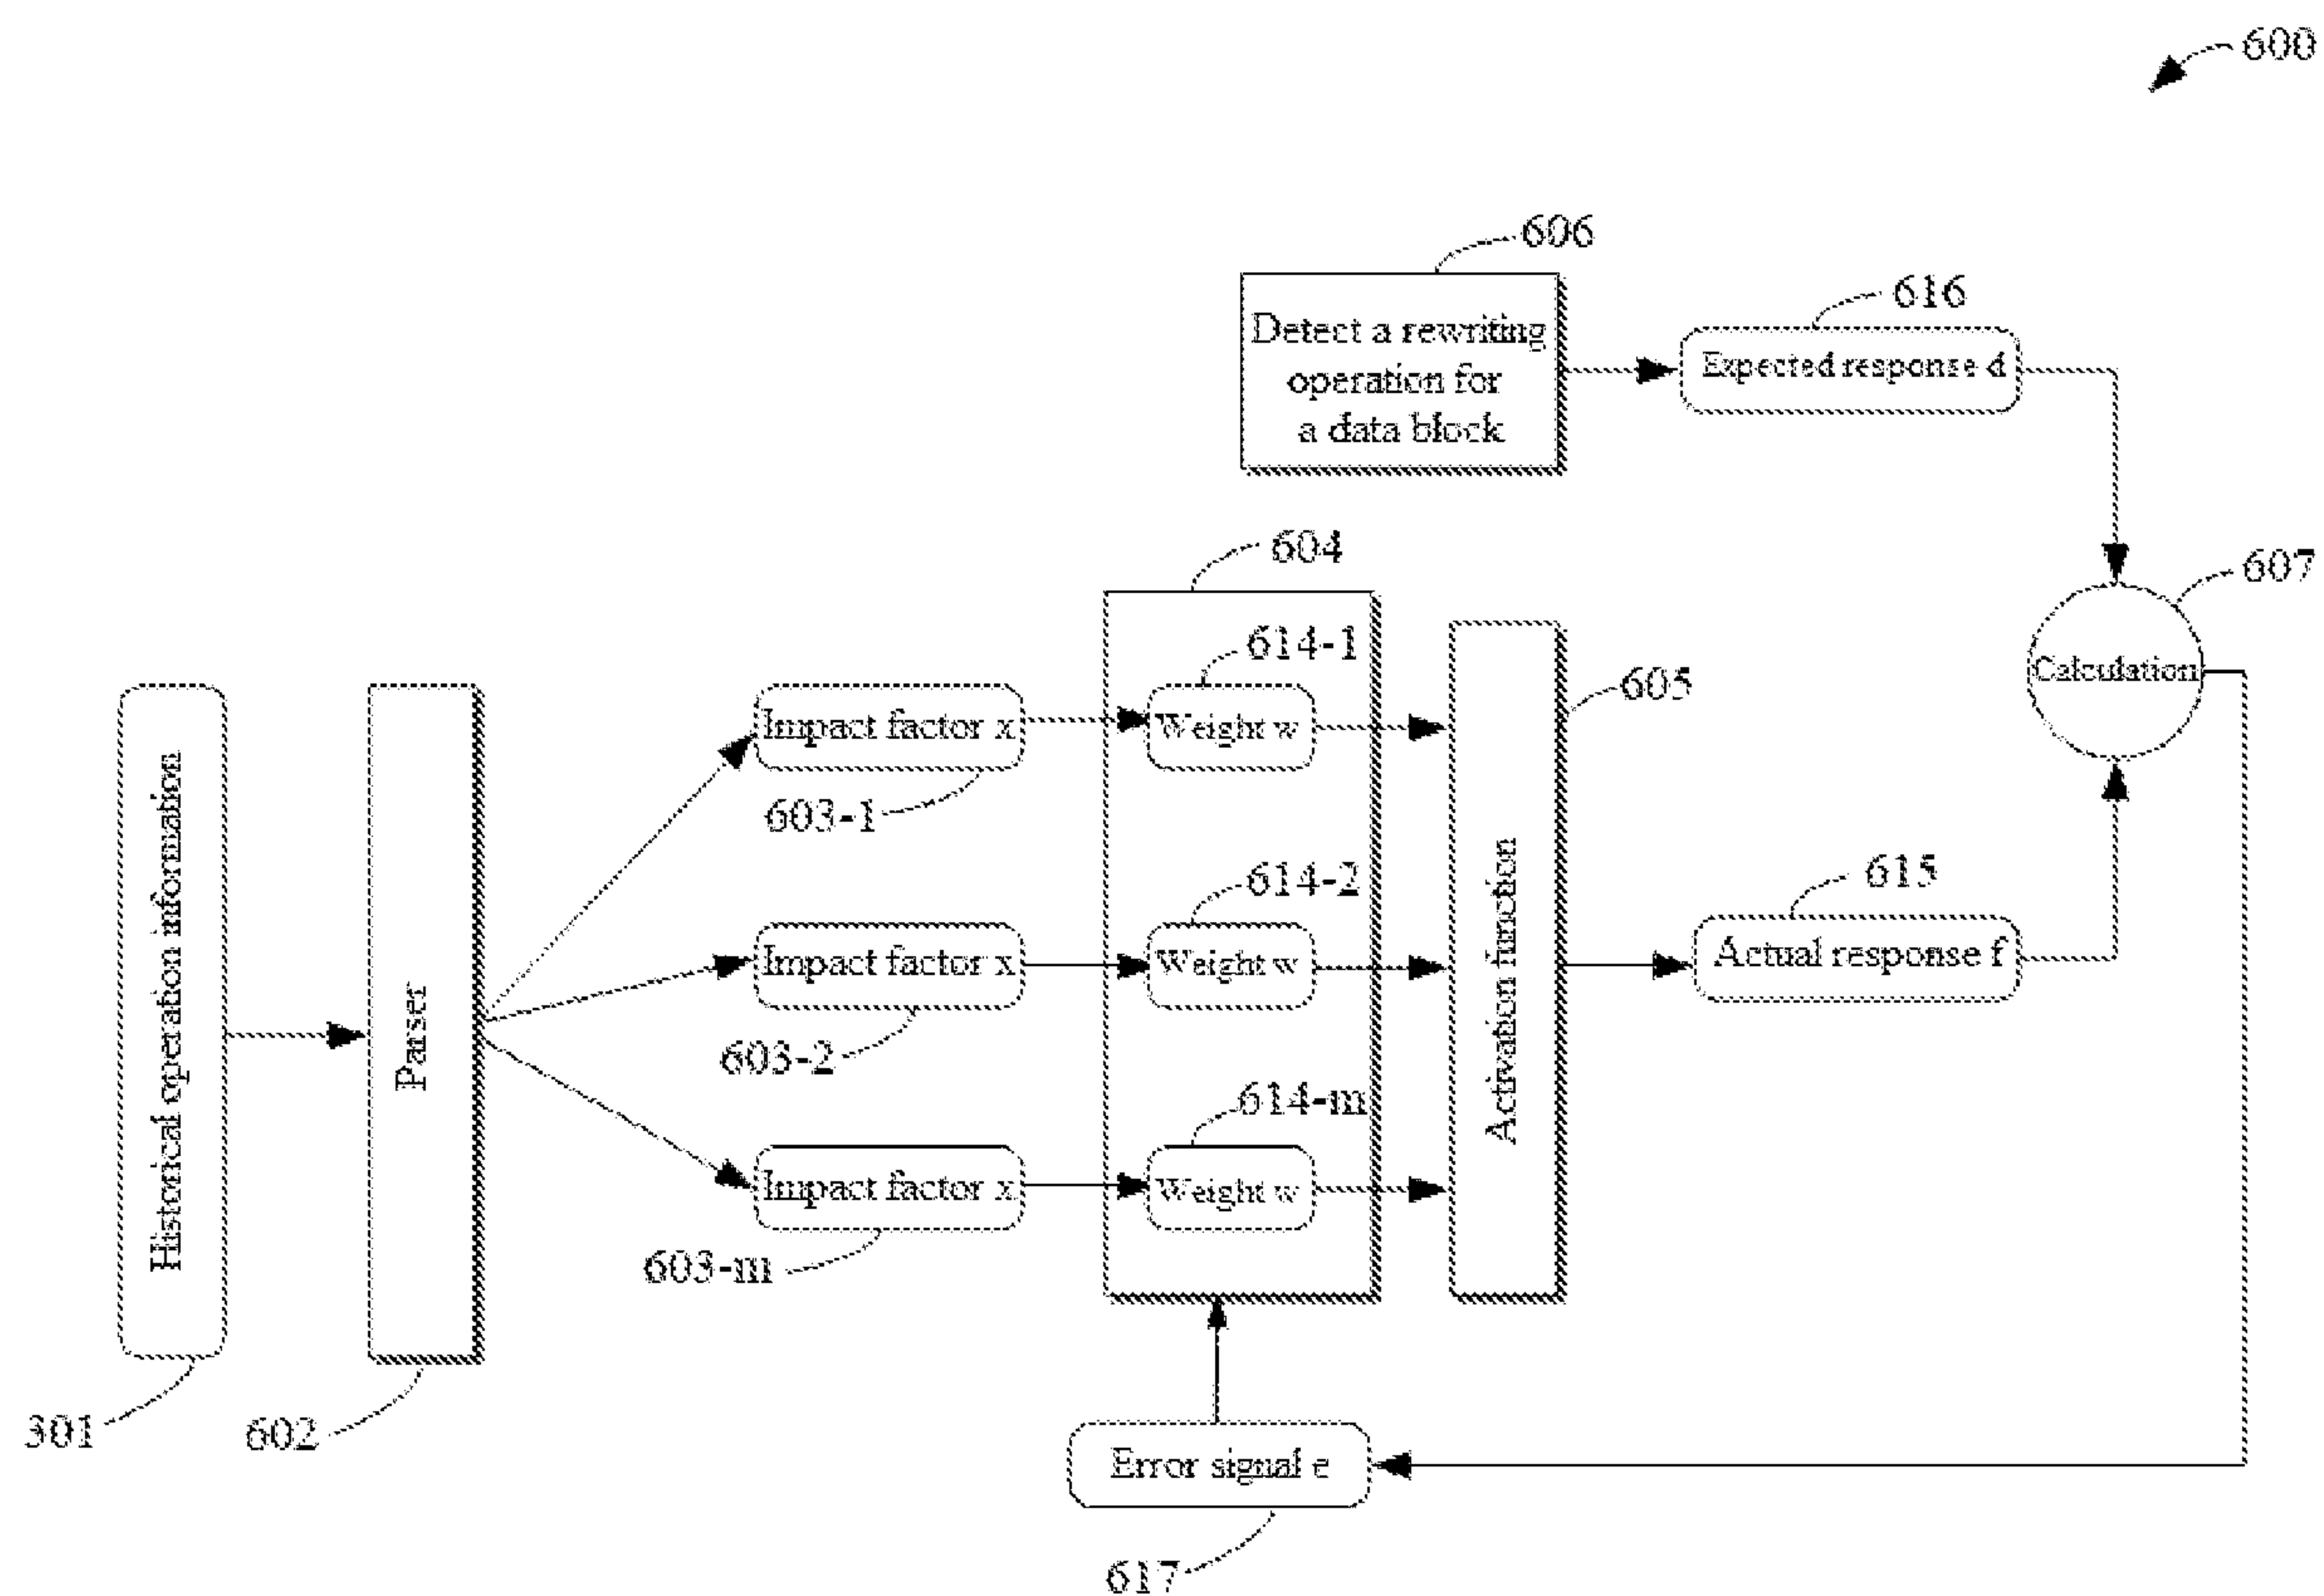 600
606
Detect a rewriting
operation for
a data block
616
Expected response d
604
607
Calculation
614-1
605
Impact factor x
Weight w
603-1
Historical operation information
Parser
614-2
Activation function
615
Impact factor x
Weight w
Actual response f
603-2
614-m
Impact factor x
Weight w
603-m
301
602
Error signal e
617